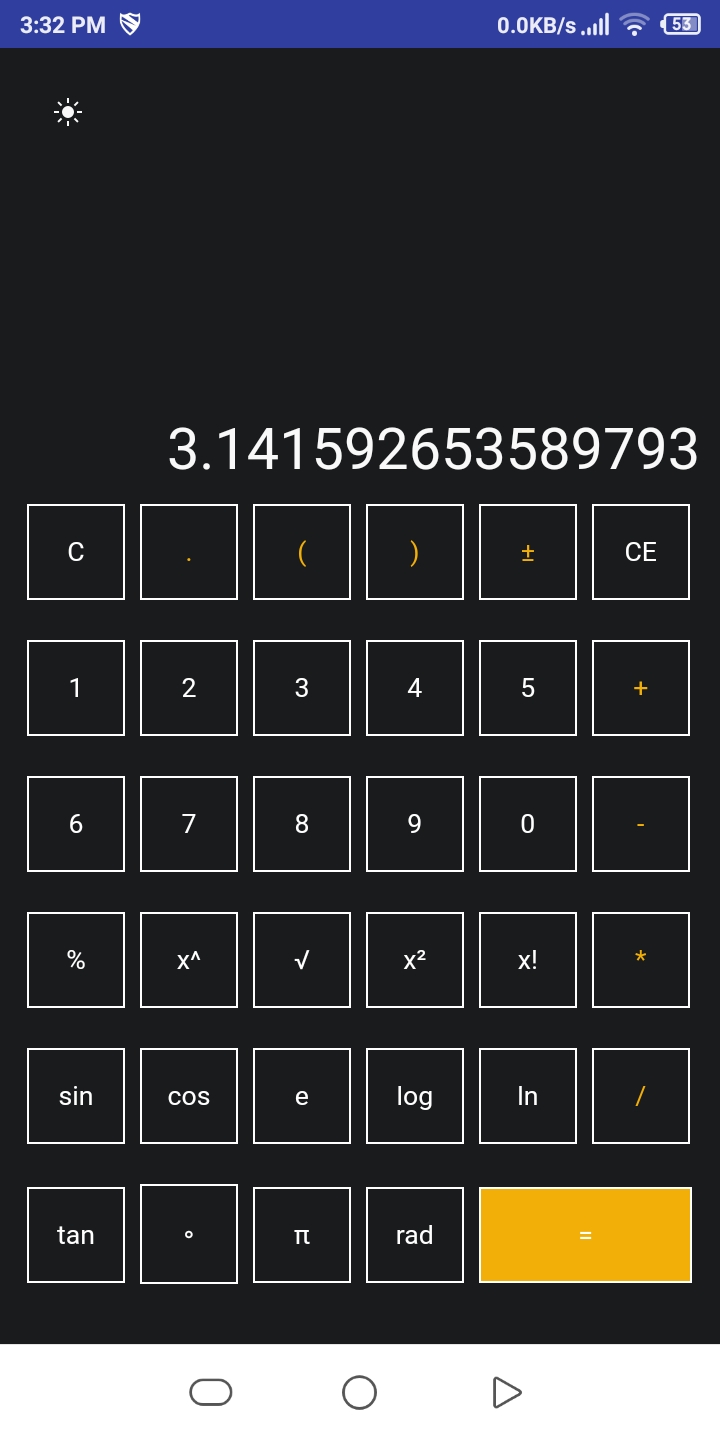 3:32 PM 0.0KB/s 53
3.141592653589793
C . ( ) ± CE
1 2 3 4 5 +
6 7 8 9 0 -
% x^ √ x² x! *
sin cos e log ln /
tan ° π rad =